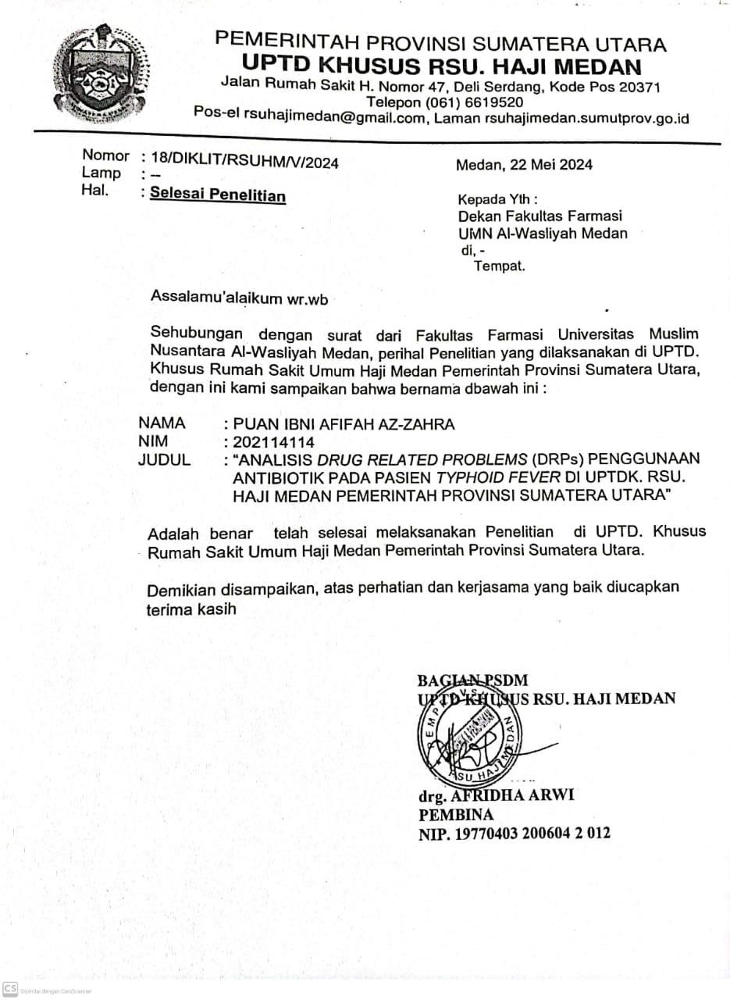 PEMERINTAH PROVINSI SUMATERA UTARA
UPTD KHUSUS RSU. HAJI MEDAN
Jalan Rumah Sakit H. Nomor 47, Deli Serdang, Kode Pos 20371
Telepon (061) 6619520
Pos-el rsuhajimedan@gmail.com, Laman rsuhajimedan.sumutprov.go.id
Nomor : 18/DIKLIT/RSUHM/V/2024
Lamp : --
Hal. : Selesai Penelitian
Medan, 22 Mei 2024
Kepada Yth :
Dekan Fakultas Farmasi
UMN Al-Wasliyah Medan
di, -
Tempat.
Assalamu'alaikum wr.wb
Sehubungan dengan surat dari Fakultas Farmasi Universitas Muslim
Nusantara Al-Wasliyah Medan, perihal Penelitian yang dilaksanakan di UPTD.
Khusus Rumah Sakit Umum Haji Medan Pemerintah Provinsi Sumatera Utara,
dengan ini kami sampaikan bahwa bernama dbawah ini :
NAMA : PUAN IBNI AFIFAH AZ-ZAHRA
NIM : 202114114
JUDUL : “ANALISIS DRUG RELATED PROBLEMS (DRPs) PENGGUNAAN
ANTIBIOTIK PADA PASIEN TYPHOID FEVER DI UPTDK. RSU.
HAJI MEDAN PEMERINTAH PROVINSI SUMATERA UTARA”
Adalah benar telah selesai melaksanakan Penelitian di UPTD. Khusus
Rumah Sakit Umum Haji Medan Pemerintah Provinsi Sumatera Utara.
Demikian disampaikan, atas perhatian dan kerjasama yang baik diucapkan
terima kasih
BAGIAN PSDM
UPTD KHUSUS RSU. HAJI MEDAN
PEMPROVSU
RSU HAJI MEDAN
drg. AFRIDHA ARWI
PEMBINA
NIP. 19770403 200604 2 012
CS Dipindai dengan CamScanner